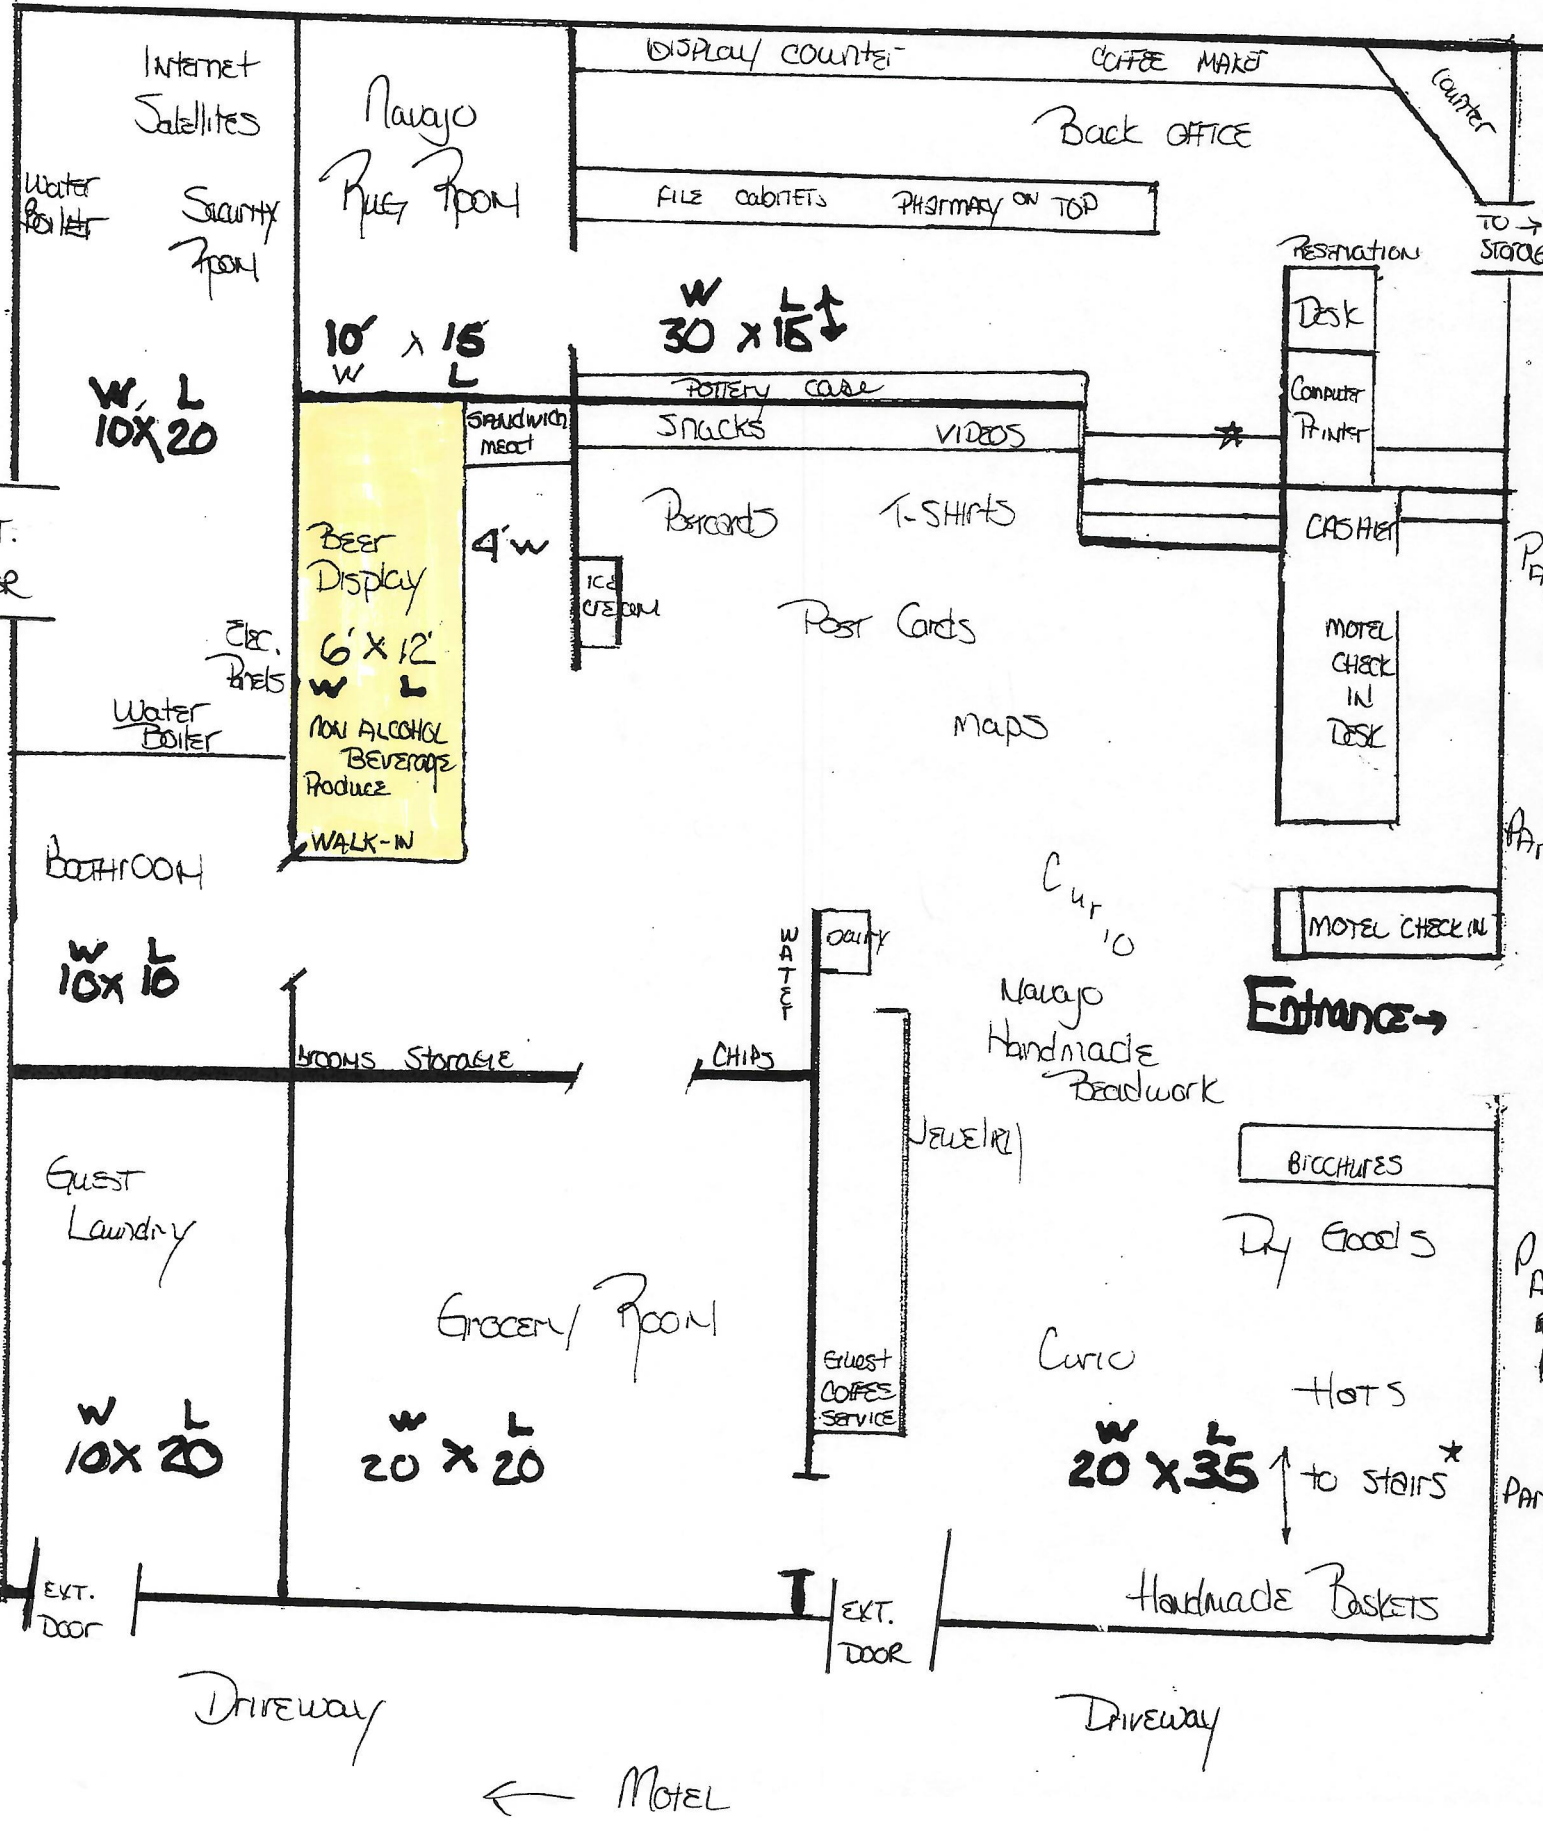 Internet
Satellites
Water
Boiler
Security
Room
W L
10 X 20
Elec.
Panels
Water
Boiler
Navajo
Rug Room
10' x 15
W L
DISPLAY COUNTER
COFFEE MAKER
Counter
Back OFFICE
FILE CABINETS PHARMACY ON TOP
TO →
STORAGE
W L
30 x 15
RESERVATION
Desk
Computer
Printer
POTTERY CASE
SNACKS VIDEOS
SANDWICH
MEAT
Beer
Display
6' X 12'
W L
NON ALCOHOL
BEVERAGE
Produce
WALK-IN
4' W
ICE
CREAM
Postcards
T-SHIRTS
CASHIER
Post Cards
MOTEL
CHECK
IN
DESK
Maps
BATHROOM
W L
10 X 10
Curio
WATER
DAIRY
MOTEL CHECK IN
Navajo
Handmade
Beadwork
Entrance →
BROOMS STORAGE
CHIPS
JEWELRY
BROCHURES
Guest
Laundry
Dry Goods
Grocery Room
Guest
COFFEE
SERVICE
Curio
HATS
W L
10 X 20
W L
20 X 20
W L
20 X 35 to stairs *
Handmade Baskets
EXT.
DOOR
EXT.
DOOR
Driveway
Driveway
← MOTEL